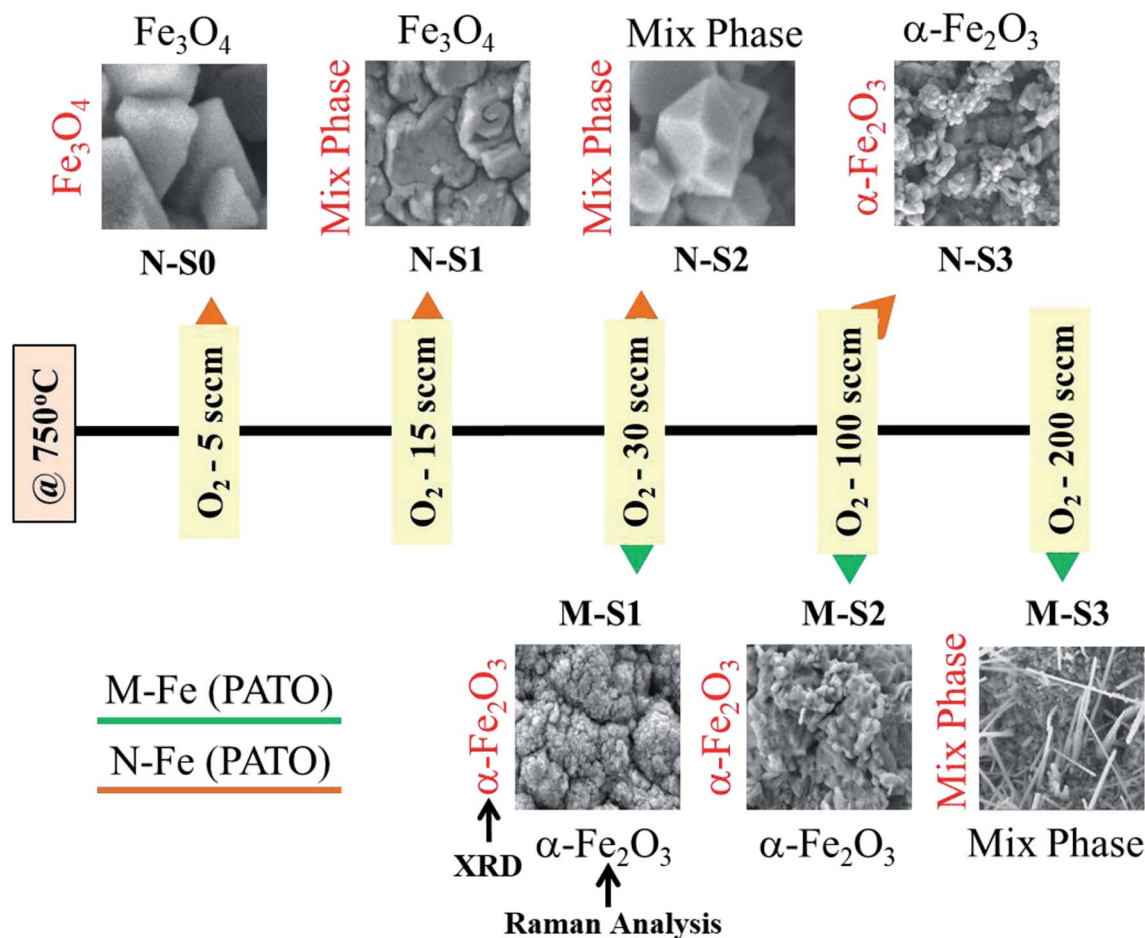 Fe₃O₄
Fe₃O₄
Mix Phase
α-Fe₂O₃
Fe₃O₄
Mix Phase
Mix Phase
α-Fe₂O₃
N-S0
N-S1
N-S2
N-S3
@ 750°C
O₂ - 5 sccm
O₂ - 15 sccm
O₂ - 30 sccm
O₂ - 100 sccm
O₂ - 200 sccm
M-S1
M-S2
M-S3
M-Fe (PATO)
N-Fe (PATO)
α-Fe₂O₃
α-Fe₂O₃
Mix Phase
α-Fe₂O₃
α-Fe₂O₃
Mix Phase
XRD
Raman Analysis